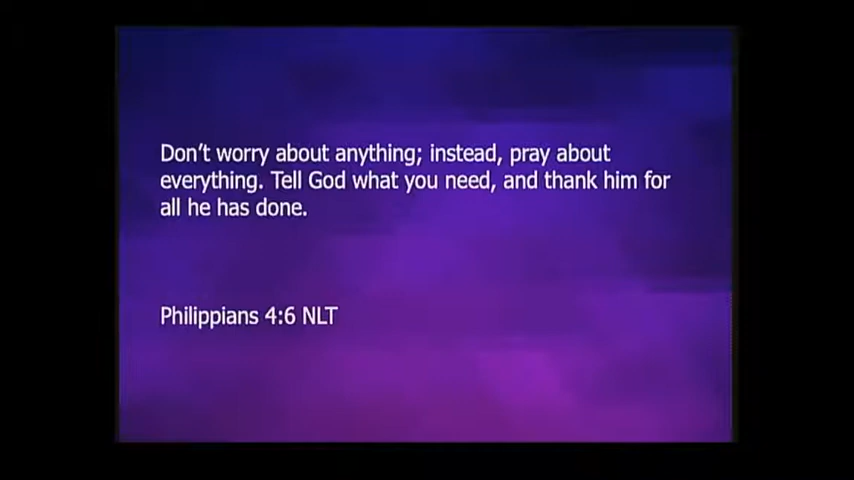 Don't worry about anything; instead, pray about
everything. Tell God what you need, and thank him for
all he has done.
Philippians 4:6 NLT